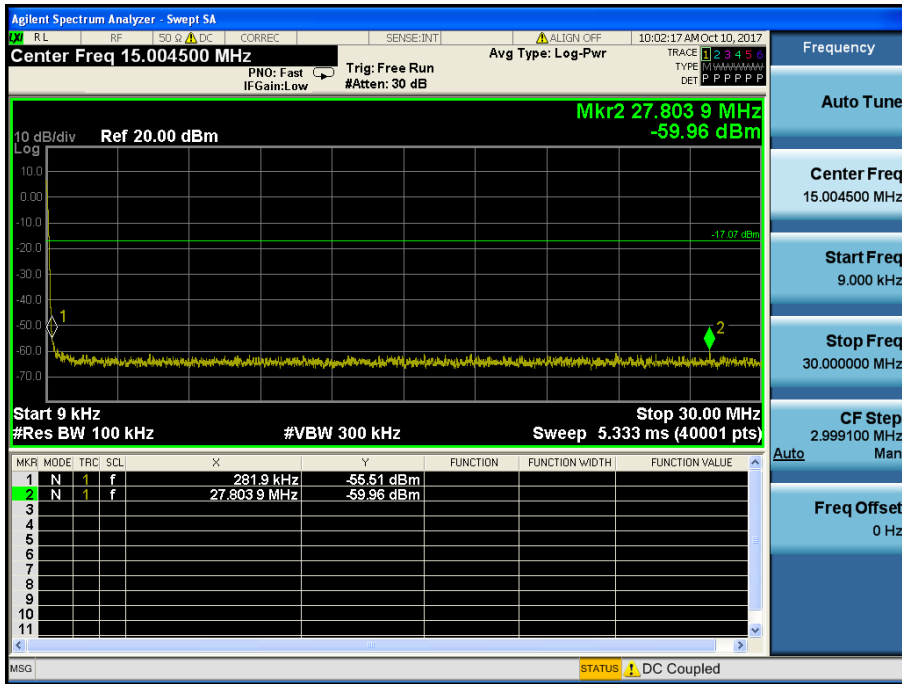 Agilent Spectrum Analyzer - Swept SA
LXI RL RF 50 Ω DC CORREC SENSE:INT ALIGN OFF 10:02:17 AM Oct 10, 2017
Center Freq 15.004500 MHz
PNO: Fast
IFGain:Low
Trig: Free Run
#Atten: 30 dB
Avg Type: Log-Pwr
TRACE 1 2 3 4 5 6
TYPE MWWWWW
DET P P P P P P
Mkr2 27.803 9 MHz
-59.96 dBm
10 dB/div Ref 20.00 dBm
Log
10.0
0.00
-10.0
-17.07 dBm
-20.0
-30.0
-40.0
-50.0
1
2
-60.0
-70.0
Start 9 kHz Stop 30.00 MHz
#Res BW 100 kHz #VBW 300 kHz Sweep 5.333 ms (40001 pts)
MKR MODE TRC SCL X Y FUNCTION FUNCTION WIDTH FUNCTION VALUE
1 N 1 f 281.9 kHz -55.51 dBm
2 N 1 f 27.803 9 MHz -59.96 dBm
3
4
5
6
7
8
9
10
11
MSG STATUS DC Coupled
Frequency
Auto Tune
Center Freq
15.004500 MHz
Start Freq
9.000 kHz
Stop Freq
30.000000 MHz
CF Step
2.999100 MHz
Auto Man
Freq Offset
0 Hz